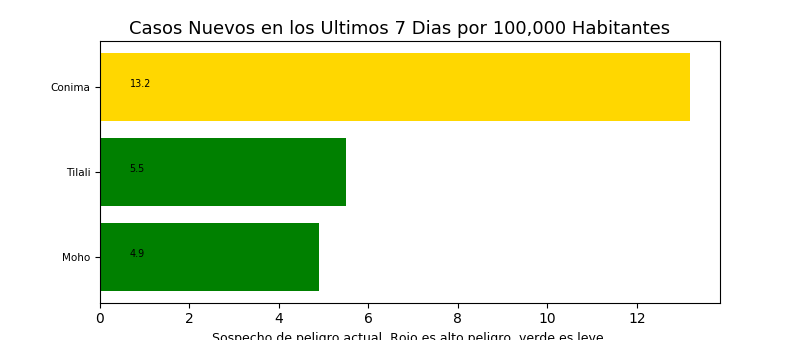 Casos Nuevos en los Ultimos 7 Dias por 100,000 Habitantes
Conima
13.2
Tilali
5.5
Moho
4.9
0 2 4 6 8 10 12
Sospecho de peligro actual. Rojo es alto peligro, verde es leve